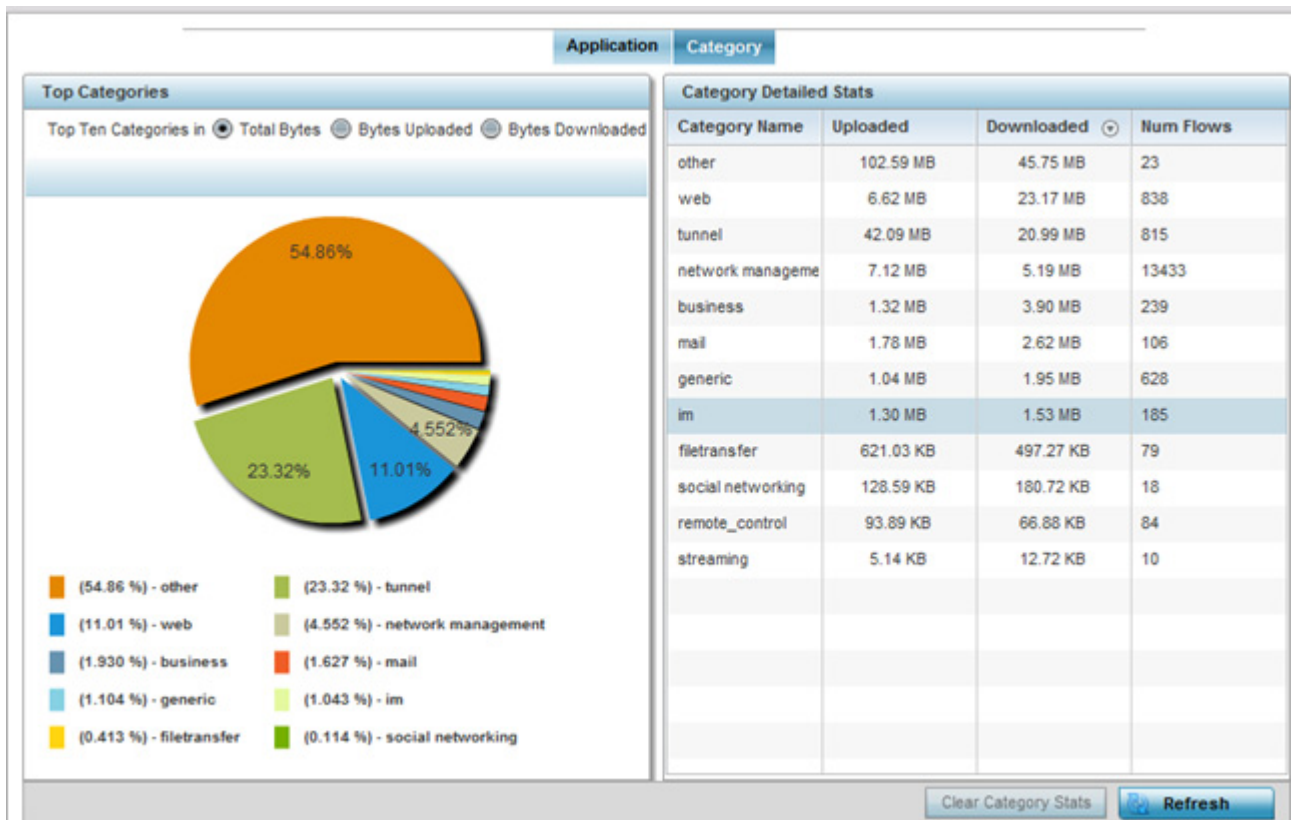 Application Category
Top Categories
Top Ten Categories in Total Bytes Bytes Uploaded Bytes Downloaded
54.86%
4.552%
23.32%
11.01%
(54.86 %) - other (23.32 %) - tunnel
(11.01 %) - web (4.552 %) - network management
(1.930 %) - business (1.627 %) - mail
(1.104 %) - generic (1.043 %) - im
(0.413 %) - filetransfer (0.114 %) - social networking
Category Detailed Stats
Category Name Uploaded Downloaded Num Flows
other 102.59 MB 45.75 MB 23
web 6.62 MB 23.17 MB 838
tunnel 42.09 MB 20.99 MB 815
network manageme 7.12 MB 5.19 MB 13433
business 1.32 MB 3.90 MB 239
mail 1.78 MB 2.62 MB 106
generic 1.04 MB 1.95 MB 628
im 1.30 MB 1.53 MB 185
filetransfer 621.03 KB 497.27 KB 79
social networking 128.59 KB 180.72 KB 18
remote_control 93.89 KB 66.88 KB 84
streaming 5.14 KB 12.72 KB 10
Clear Category Stats Refresh